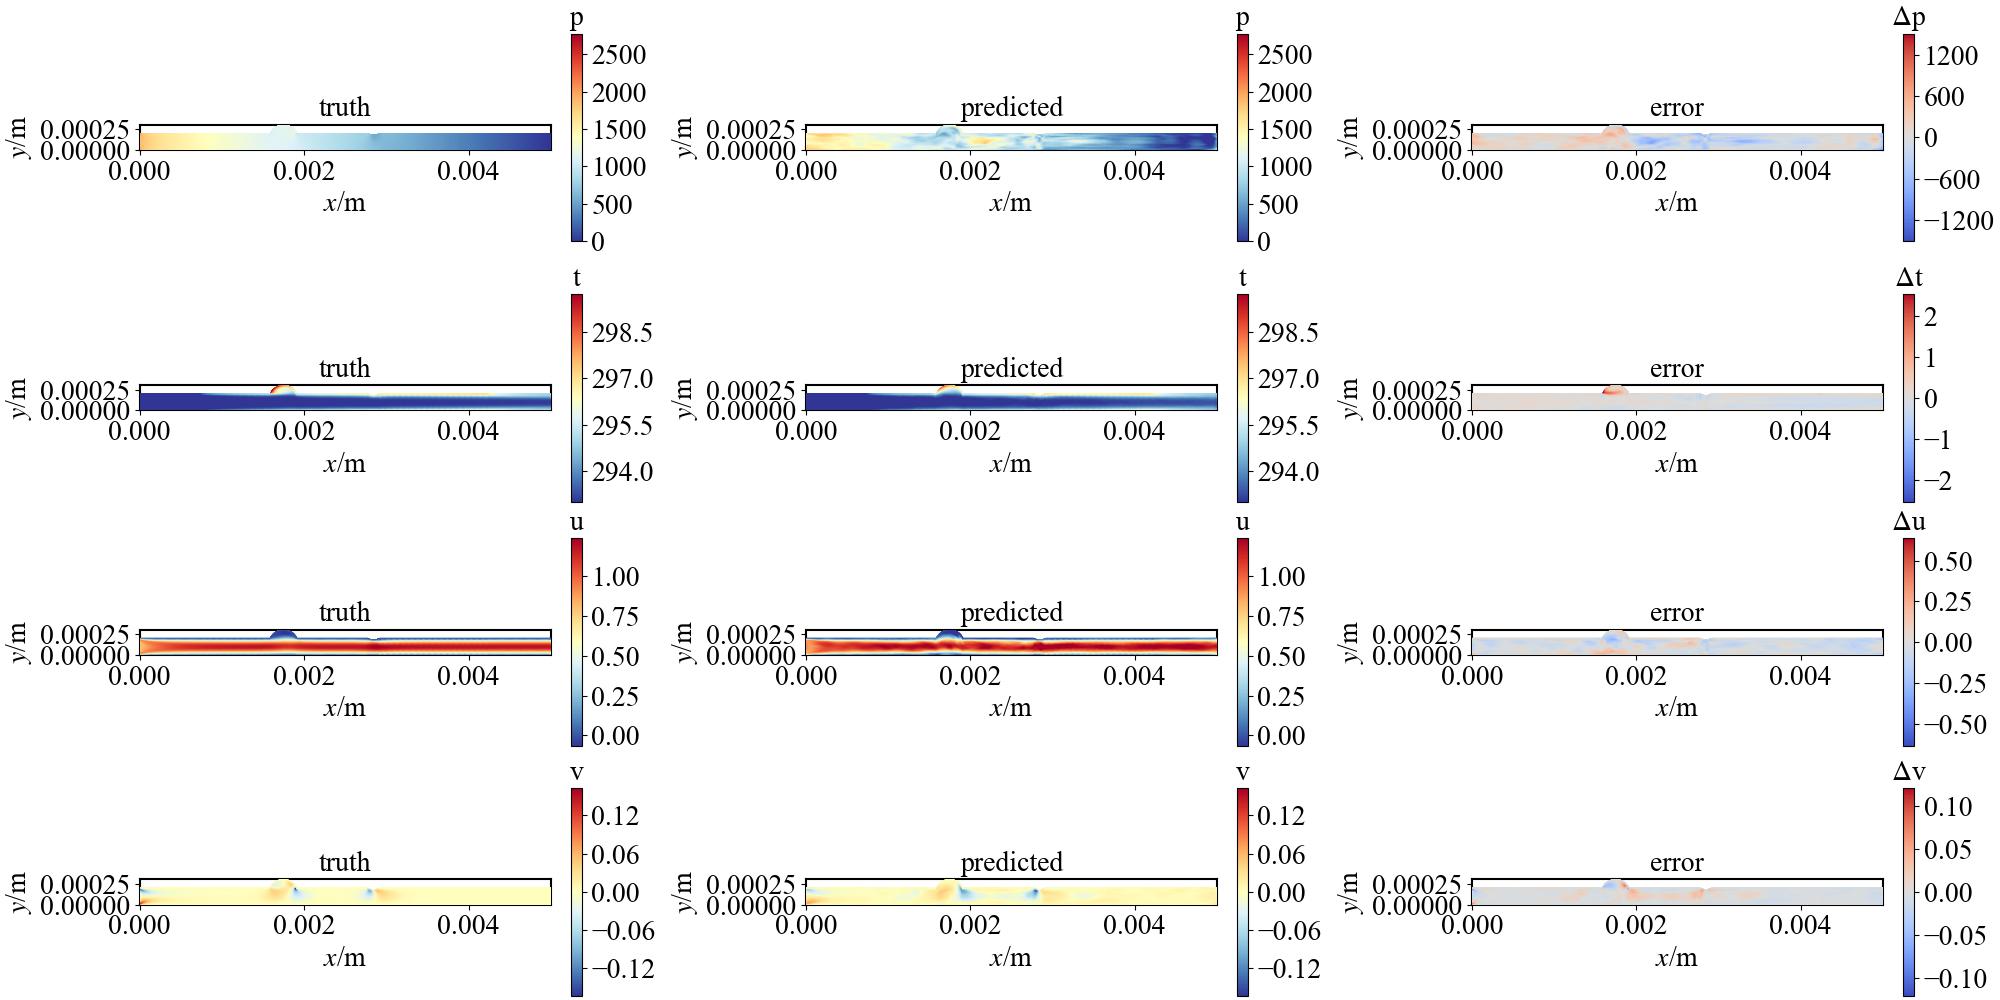 p
2500
2000
1500
1000
500
0
truth
y/m
0.00025
0.00000
0.000
0.002
0.004
x/m
p
2500
2000
1500
1000
500
0
predicted
y/m
0.00025
0.00000
0.000
0.002
0.004
x/m
Δp
1200
600
0
−600
−1200
error
y/m
0.00025
0.00000
0.000
0.002
0.004
x/m
t
298.5
297.0
295.5
294.0
truth
y/m
0.00025
0.00000
0.000
0.002
0.004
x/m
t
298.5
297.0
295.5
294.0
predicted
y/m
0.00025
0.00000
0.000
0.002
0.004
x/m
Δt
2
1
0
−1
−2
error
y/m
0.00025
0.00000
0.000
0.002
0.004
x/m
u
1.00
0.75
0.50
0.25
0.00
truth
y/m
0.00025
0.00000
0.000
0.002
0.004
x/m
u
1.00
0.75
0.50
0.25
0.00
predicted
y/m
0.00025
0.00000
0.000
0.002
0.004
x/m
Δu
0.50
0.25
0.00
−0.25
−0.50
error
y/m
0.00025
0.00000
0.000
0.002
0.004
x/m
v
0.12
0.06
0.00
−0.06
−0.12
truth
y/m
0.00025
0.00000
0.000
0.002
0.004
x/m
v
0.12
0.06
0.00
−0.06
−0.12
predicted
y/m
0.00025
0.00000
0.000
0.002
0.004
x/m
Δv
0.10
0.05
0.00
−0.05
−0.10
error
y/m
0.00025
0.00000
0.000
0.002
0.004
x/m